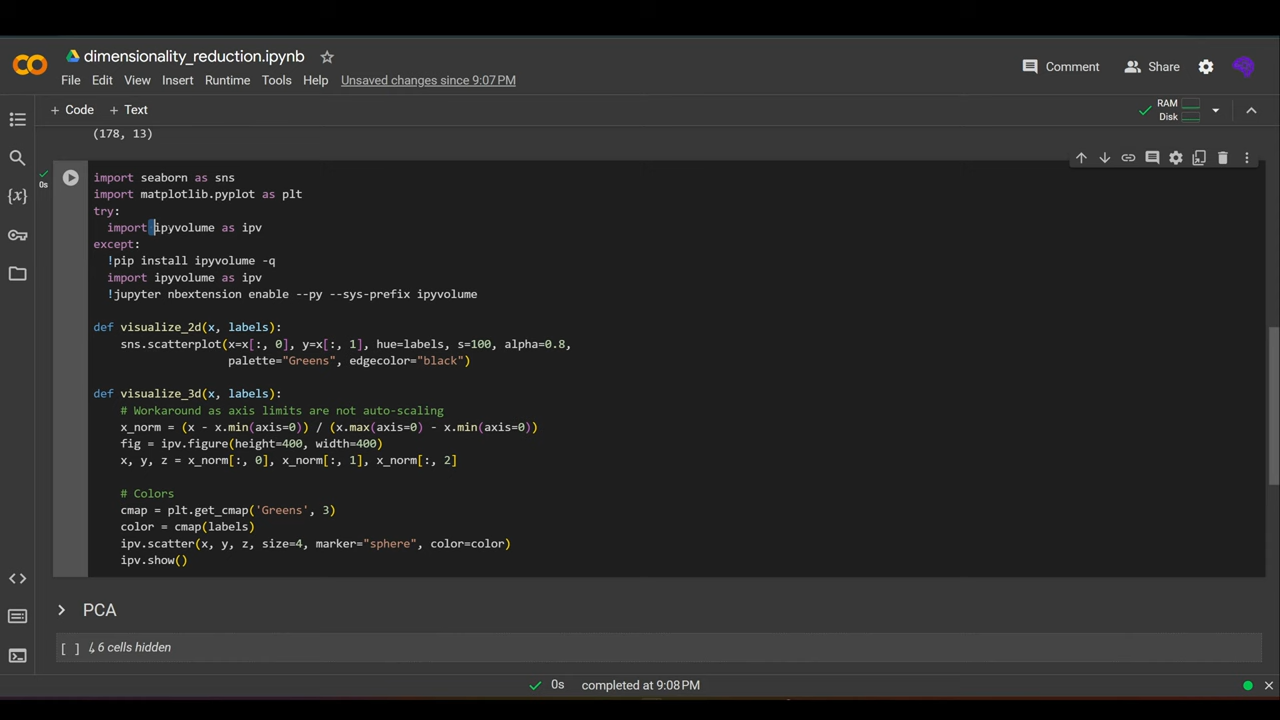 dimensionality_reduction.ipynb
File Edit View Insert Runtime Tools Help Unsaved changes since 9:07 PM
Comment Share
+ Code + Text
RAM
Disk
(178, 13)
0s
import seaborn as sns
import matplotlib.pyplot as plt
try:
  import ipyvolume as ipv
except:
  !pip install ipyvolume -q
  import ipyvolume as ipv
  !jupyter nbextension enable --py --sys-prefix ipyvolume
def visualize_2d(x, labels):
    sns.scatterplot(x=x[:, 0], y=x[:, 1], hue=labels, s=100, alpha=0.8,
                    palette="Greens", edgecolor="black")
def visualize_3d(x, labels):
    # Workaround as axis limits are not auto-scaling
    x_norm = (x - x.min(axis=0)) / (x.max(axis=0) - x.min(axis=0))
    fig = ipv.figure(height=400, width=400)
    x, y, z = x_norm[:, 0], x_norm[:, 1], x_norm[:, 2]
    # Colors
    cmap = plt.get_cmap('Greens', 3)
    color = cmap(labels)
    ipv.scatter(x, y, z, size=4, marker="sphere", color=color)
    ipv.show()
PCA
[ ] ↳ 6 cells hidden
0s completed at 9:08 PM